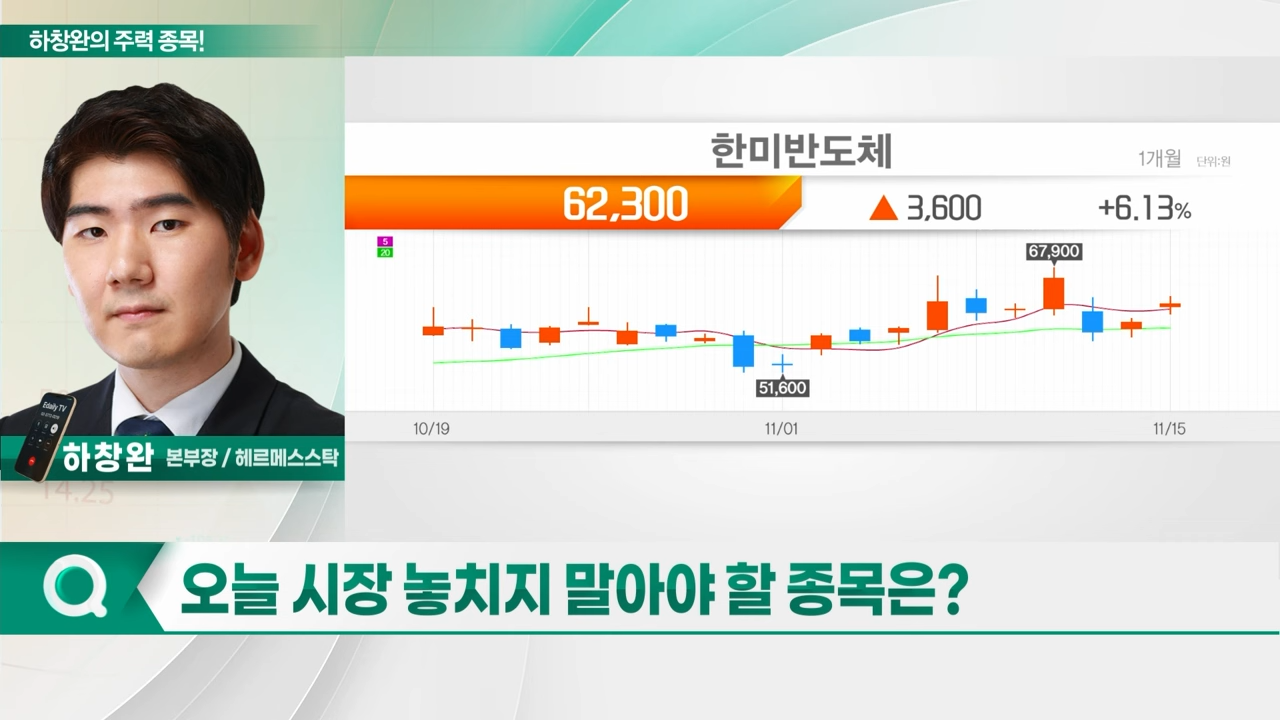 하창완의 주력 종목!
한미반도체
1개월 단위:원
62,300 ▲ 3,600 +6.13%
5
20
67,900
51,600
10/19 11/01 11/15
Edaily TV
하창완 본부장 / 헤르메스스탁
14.25
오늘 시장 놓치지 말아야 할 종목은?